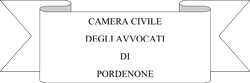 CAMERA CIVILE
DEGLI AVVOCATI
DI
PORDENONE